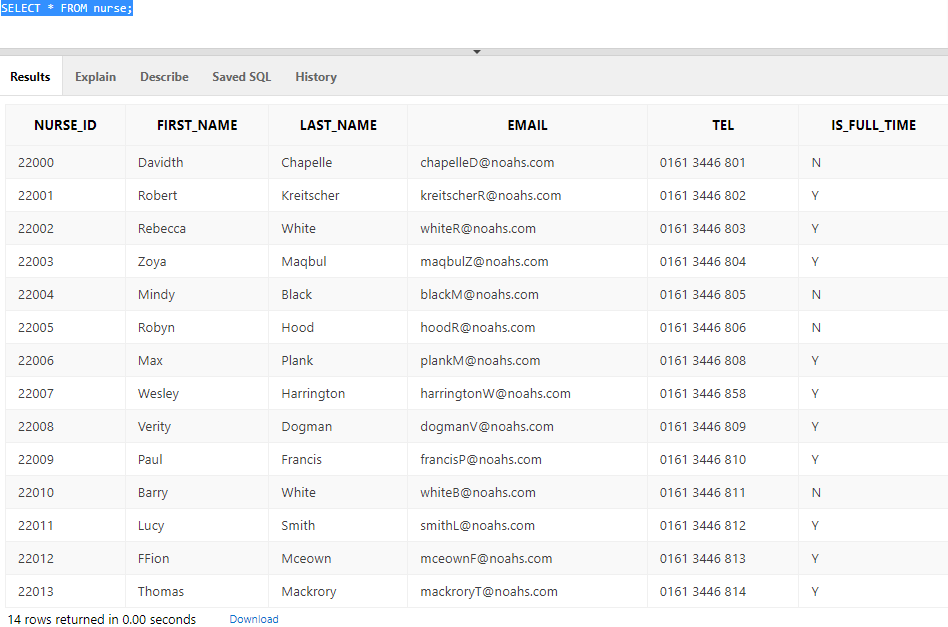 SELECT * FROM nurse;
Results Explain Describe Saved SQL History
NURSE_ID FIRST_NAME LAST_NAME EMAIL TEL IS_FULL_TIME
22000 Davidth Chapelle chapelleD@noahs.com 0161 3446 801 N
22001 Robert Kreitscher kreitscherR@noahs.com 0161 3446 802 Y
22002 Rebecca White whiteR@noahs.com 0161 3446 803 Y
22003 Zoya Maqbul maqbulZ@noahs.com 0161 3446 804 Y
22004 Mindy Black blackM@noahs.com 0161 3446 805 N
22005 Robyn Hood hoodR@noahs.com 0161 3446 806 N
22006 Max Plank plankM@noahs.com 0161 3446 808 Y
22007 Wesley Harrington harringtonW@noahs.com 0161 3446 858 Y
22008 Verity Dogman dogmanV@noahs.com 0161 3446 809 Y
22009 Paul Francis francisP@noahs.com 0161 3446 810 Y
22010 Barry White whiteB@noahs.com 0161 3446 811 N
22011 Lucy Smith smithL@noahs.com 0161 3446 812 Y
22012 FFion Mceown mceownF@noahs.com 0161 3446 813 Y
22013 Thomas Mackrory mackroryT@noahs.com 0161 3446 814 Y
14 rows returned in 0.00 seconds Download